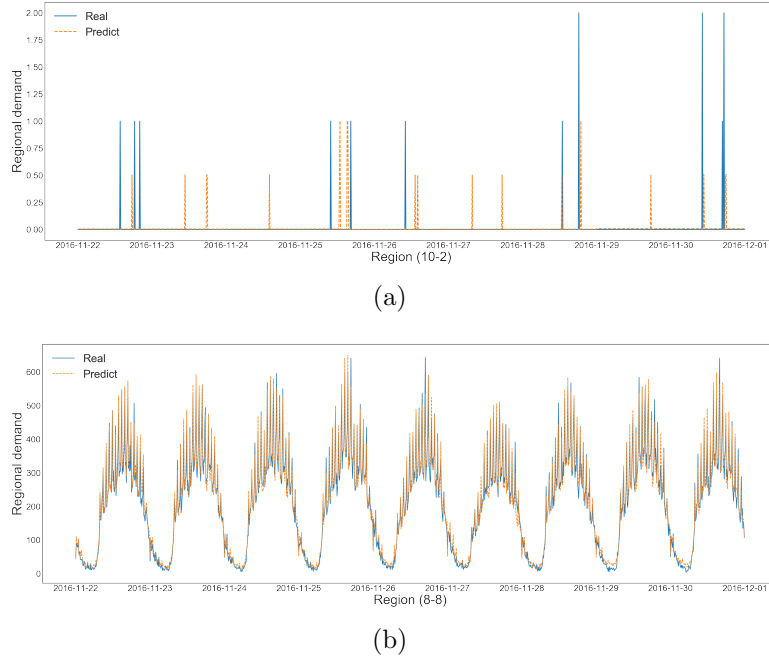 Real
Predict
Regional demand
2.00
1.75
1.50
1.25
1.00
0.75
0.50
0.25
0.00
2016-11-22 2016-11-23 2016-11-24 2016-11-25 2016-11-26 2016-11-27 2016-11-28 2016-11-29 2016-11-30 2016-12-01
Region (10-2)
(a)
Real
Predict
Regional demand
600
500
400
300
200
100
0
2016-11-22 2016-11-23 2016-11-24 2016-11-25 2016-11-26 2016-11-27 2016-11-28 2016-11-29 2016-11-30 2016-12-01
Region (8-8)
(b)